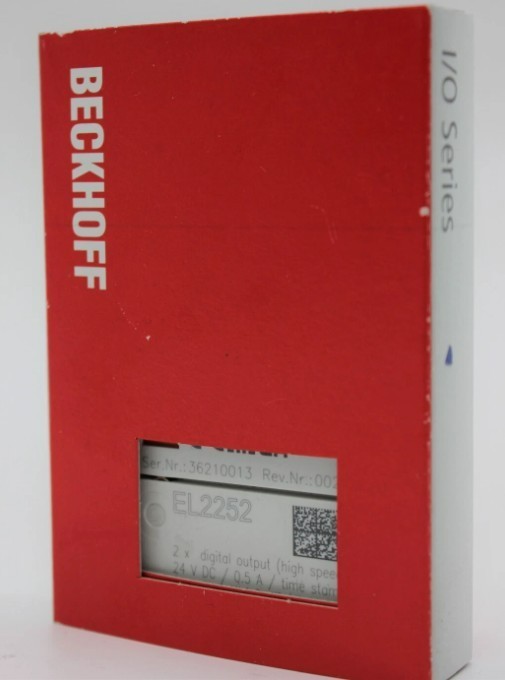 BECKHOFF
I/O Series
Ser.Nr.:36210013 Rev.Nr.:002
EL2252
2 x digital output (high spee
24 V DC / 0,5 A / time stam